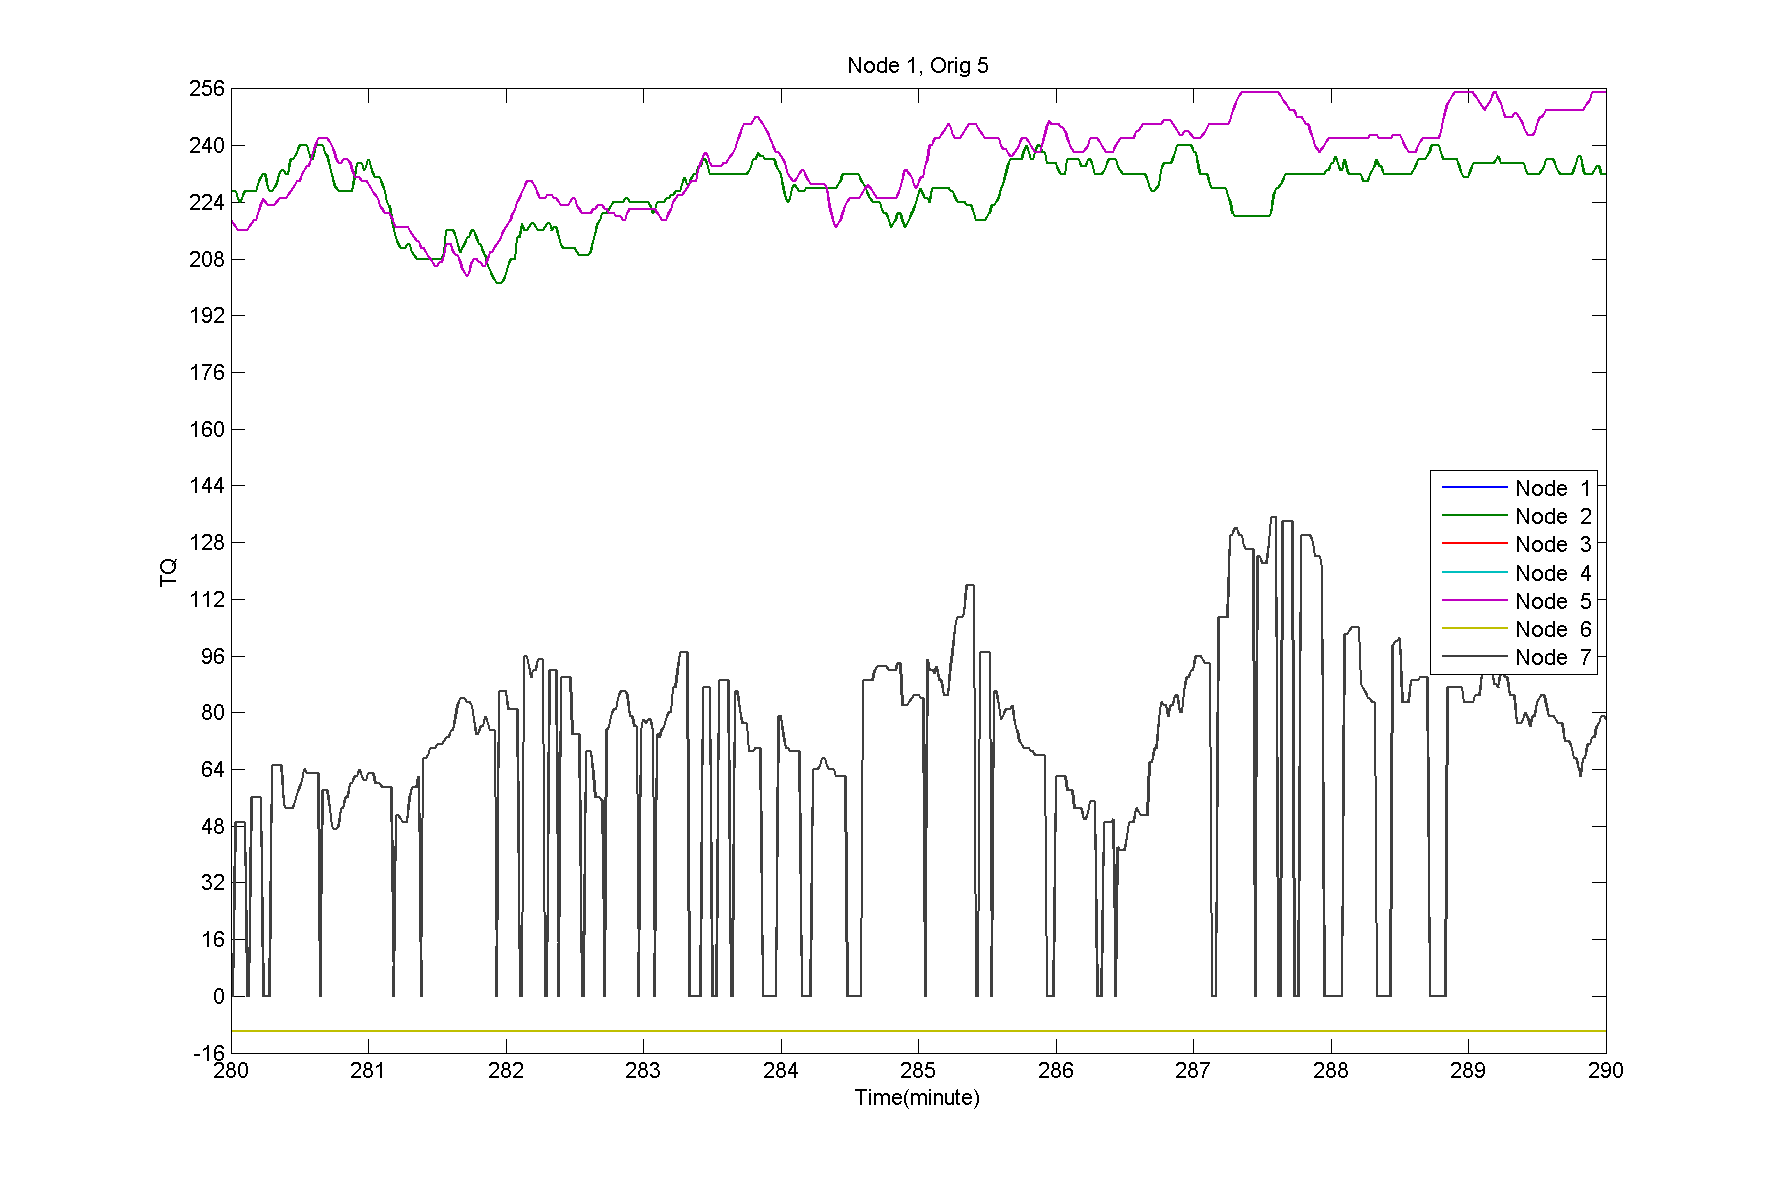 Node 1, Orig 5
256
240
224
208
192
176
160
144
128
112
96
80
64
48
32
16
0
-16
TQ
Node 1
Node 2
Node 3
Node 4
Node 5
Node 6
Node 7
280 281 282 283 284 285 286 287 288 289 290
Time(minute)